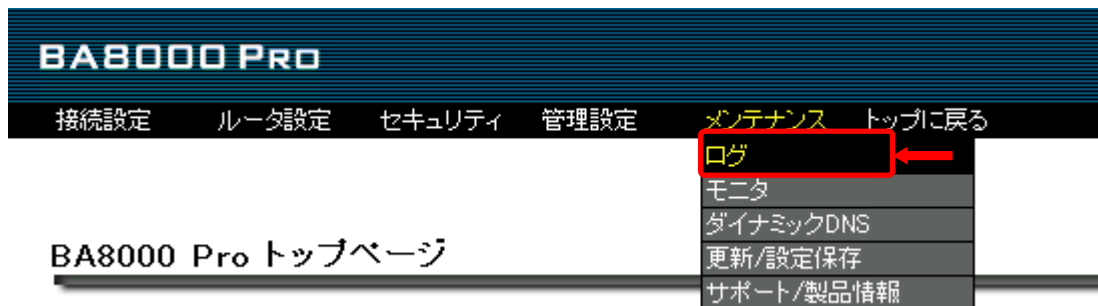 BA8000 PRO
接続設定 ルータ設定 セキュリティ 管理設定 メンテナンス トップに戻る
ログ
モニタ
ダイナミックDNS
BA8000 Pro トップページ
更新/設定保存
サポート/製品情報